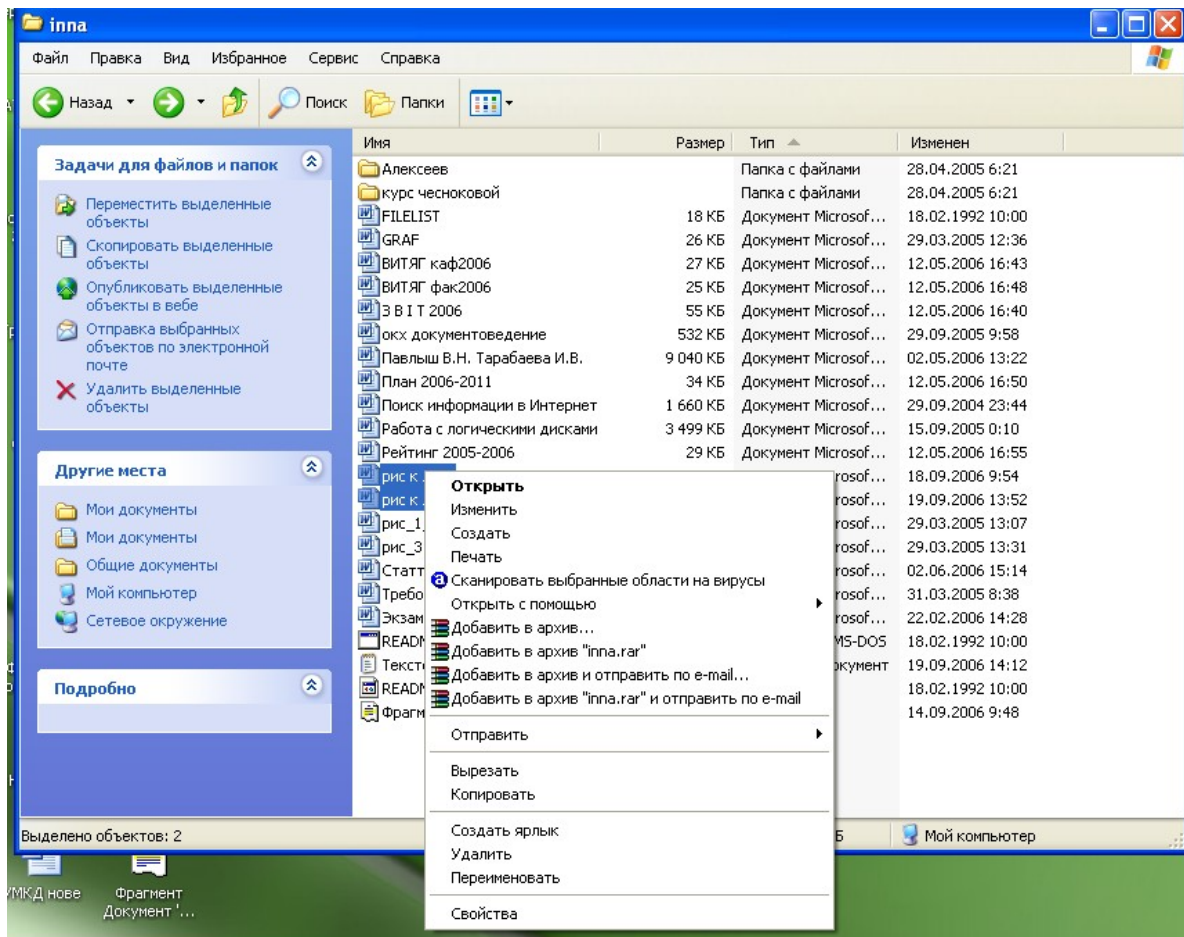 inna
Файл Правка Вид Избранное Сервис Справка
Назад Поиск Папки
Задачи для файлов и папок
Переместить выделенные
объекты
Скопировать выделенные
объекты
Опубликовать выделенные
объекты в вебе
Отправка выбранных
объектов по электронной
почте
Удалить выделенные
объекты
Другие места
Мои документы
Мои документы
Общие документы
Мой компьютер
Сетевое окружение
Подробно
Имя Размер Тип Изменен
Алексеев Папка с файлами 28.04.2005 6:21
курс чесноковой Папка с файлами 28.04.2005 6:21
FILELIST 18 КБ Документ Microsof... 18.02.1992 10:00
GRAF 26 КБ Документ Microsof... 29.03.2005 12:36
ВИТЯГ каф2006 27 КБ Документ Microsof... 12.05.2006 16:43
ВИТЯГ фак2006 25 КБ Документ Microsof... 12.05.2006 16:48
З В І Т 2006 55 КБ Документ Microsof... 12.05.2006 16:40
окх документоведение 532 КБ Документ Microsof... 29.09.2005 9:58
Павлыш В.Н. Тарабаева И.В. 9 040 КБ Документ Microsof... 02.05.2006 13:22
План 2006-2011 34 КБ Документ Microsof... 12.05.2006 16:50
Поиск информации в Интернет 1 660 КБ Документ Microsof... 29.09.2004 23:44
Работа с логическими дисками 3 499 КБ Документ Microsof... 15.09.2005 0:10
Рейтинг 2005-2006 29 КБ Документ Microsof... 12.05.2006 16:55
рис к rosof... 18.09.2006 9:54
рис к rosof... 19.09.2006 13:52
рис_1 rosof... 29.03.2005 13:07
рис_3 rosof... 29.03.2005 13:31
Статт rosof... 02.06.2006 15:14
Требо rosof... 31.03.2005 8:38
Экзам rosof... 22.02.2006 14:28
READM MS-DOS 18.02.1992 10:00
Текст окумент 19.09.2006 14:12
READM 18.02.1992 10:00
Фрагм 14.09.2006 9:48
Открыть
Изменить
Создать
Печать
Сканировать выбранные области на вирусы
Открыть с помощью
Добавить в архив...
Добавить в архив "inna.rar"
Добавить в архив и отправить по e-mail...
Добавить в архив "inna.rar" и отправить по e-mail
Отправить
Вырезать
Копировать
Создать ярлык
Удалить
Переименовать
Свойства
Выделено объектов: 2 Мой компьютер
УМКД нове
Фрагмент
Документ '...